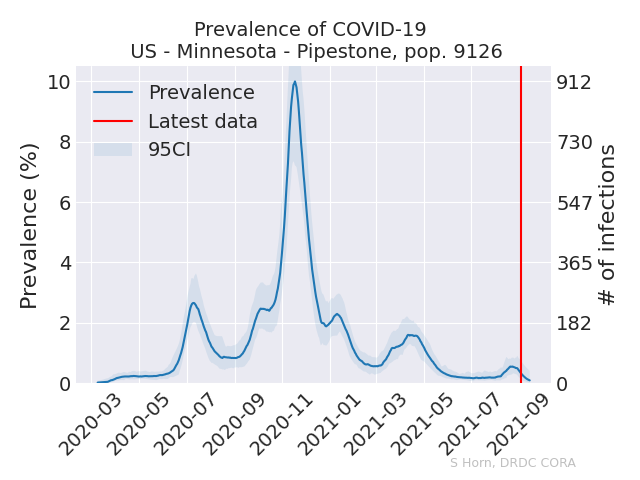 Prevalence of COVID-19
US - Minnesota - Pipestone, pop. 9126
Prevalence (%)
10
8
6
4
2
0
Prevalence
Latest data
95CI
912
730
547
365
182
0
# of infections
2020-03
2020-05
2020-07
2020-09
2020-11
2021-01
2021-03
2021-05
2021-07
2021-09
S Horn, DRDC CORA